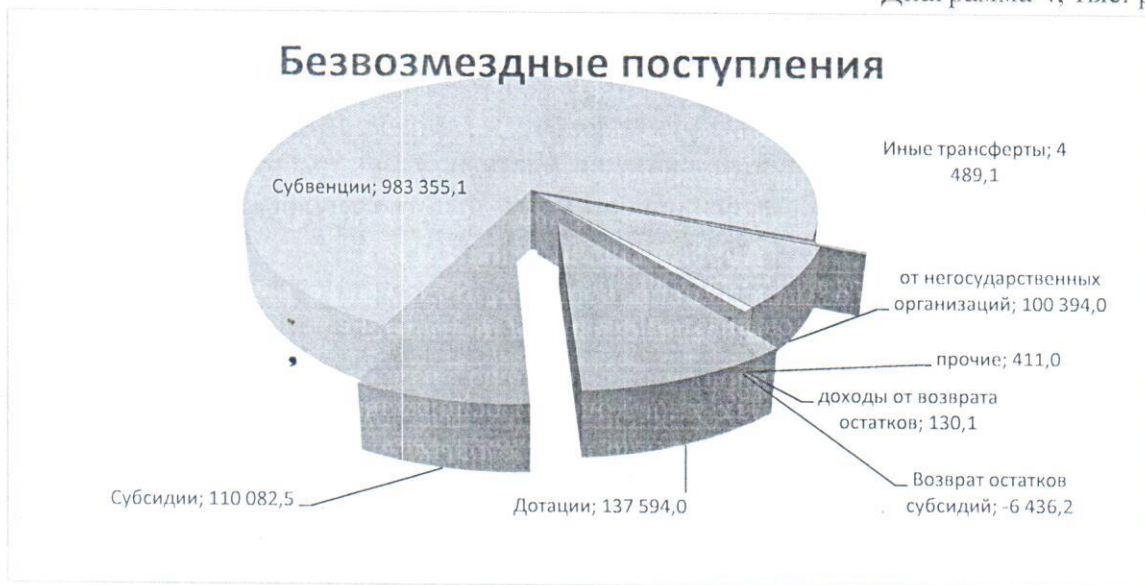 Диаграмма
Безвозмездные поступления
Иные трансферты; 4
489,1
Субвенции; 983 355,1
от негосударственных
организаций; 100 394,0
прочие; 411,0
доходы от возврата
остатков; 130,1
Возврат остатков
субсидий; -6 436,2
Субсидии; 110 082,5
Дотации; 137 594,0